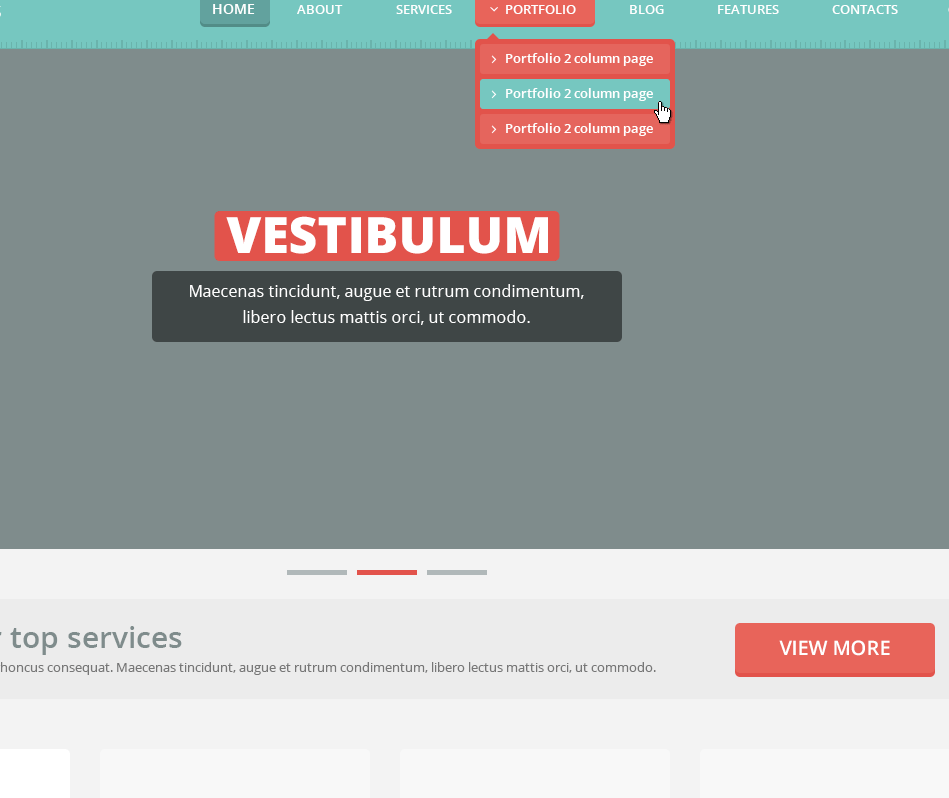 HOME ABOUT SERVICES PORTFOLIO BLOG FEATURES CONTACTS
Portfolio 2 column page
Portfolio 2 column page
Portfolio 2 column page
VESTIBULUM
Maecenas tincidunt, augue et rutrum condimentum,
libero lectus mattis orci, ut commodo.
top services
honcus consequat. Maecenas tincidunt, augue et rutrum condimentum, libero lectus mattis orci, ut commodo.
VIEW MORE